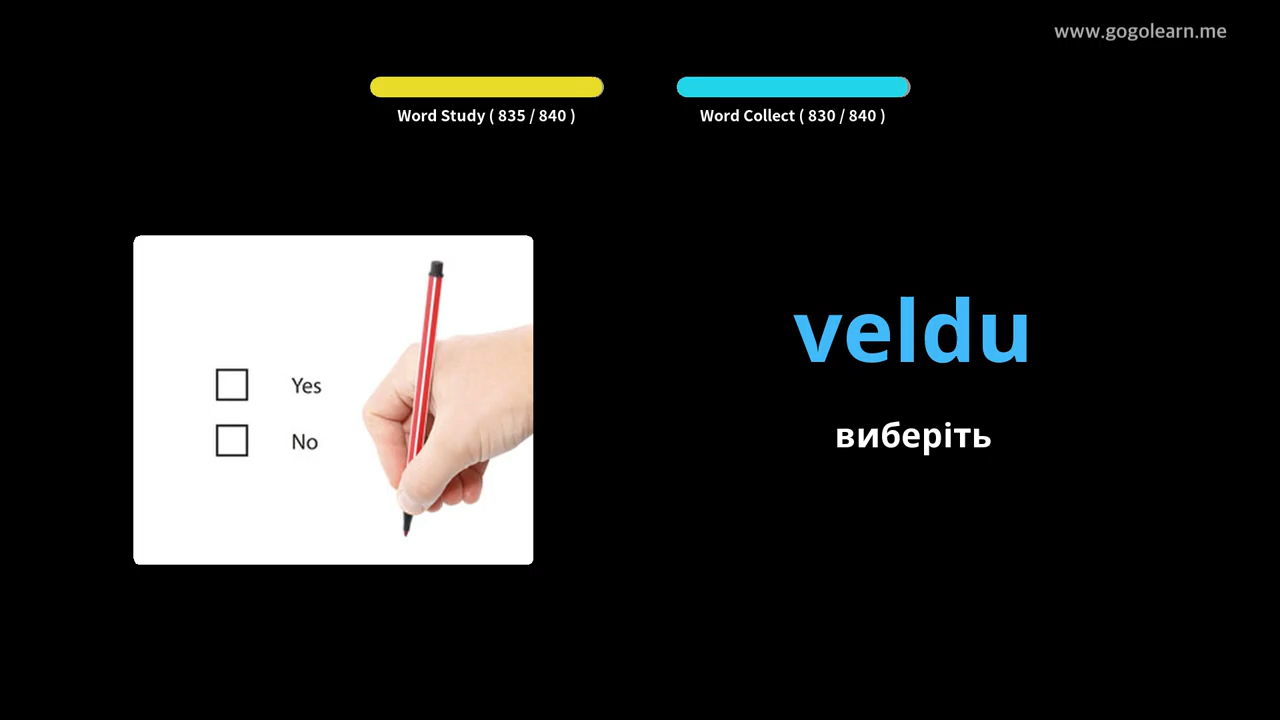 www.gogolearn.me
Word Study ( 835 / 840 )
Word Collect ( 830 / 840 )
Yes
No
veldu
виберіть